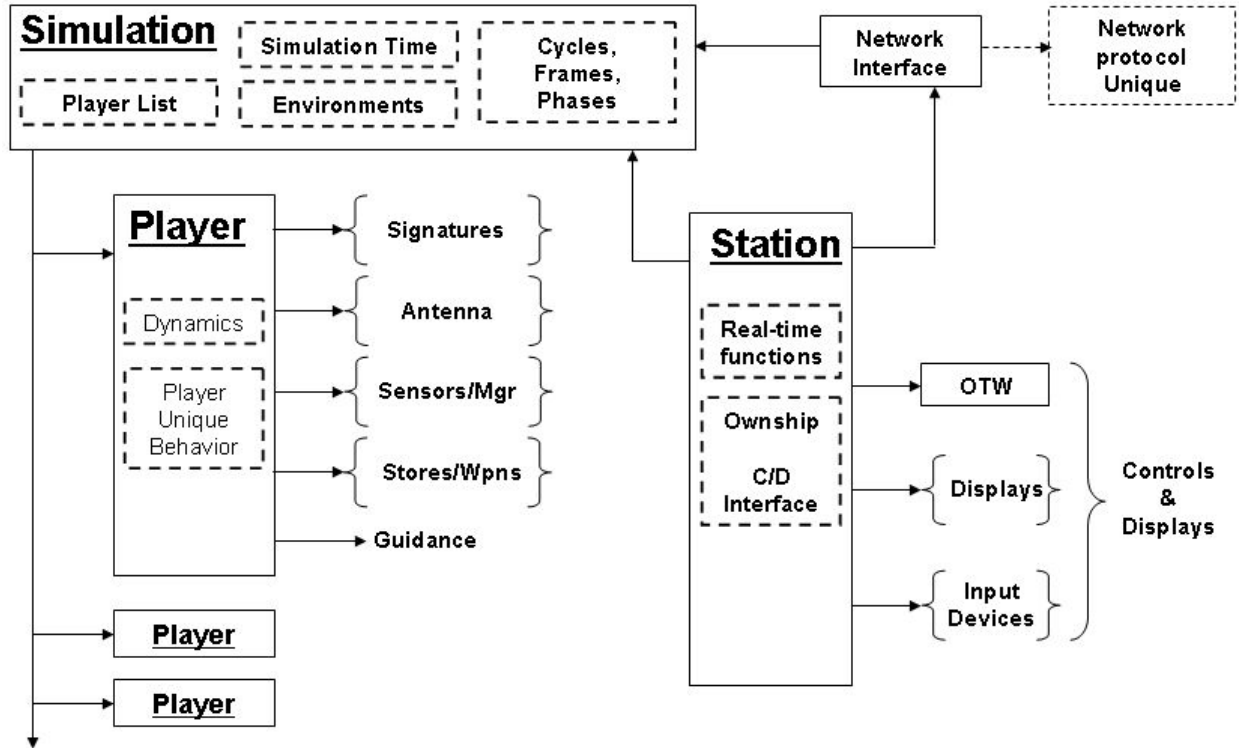 Simulation
Player List
Simulation Time
Environments
Cycles,
Frames,
Phases
Network
Interface
Network
protocol
Unique
Player
Dynamics
Player
Unique
Behavior
Signatures
Antenna
Sensors/Mgr
Stores/Wpns
Guidance
Player
Player
Station
Real-time
functions
Ownship
C/D
Interface
OTW
Displays
Input
Devices
Controls
&
Displays